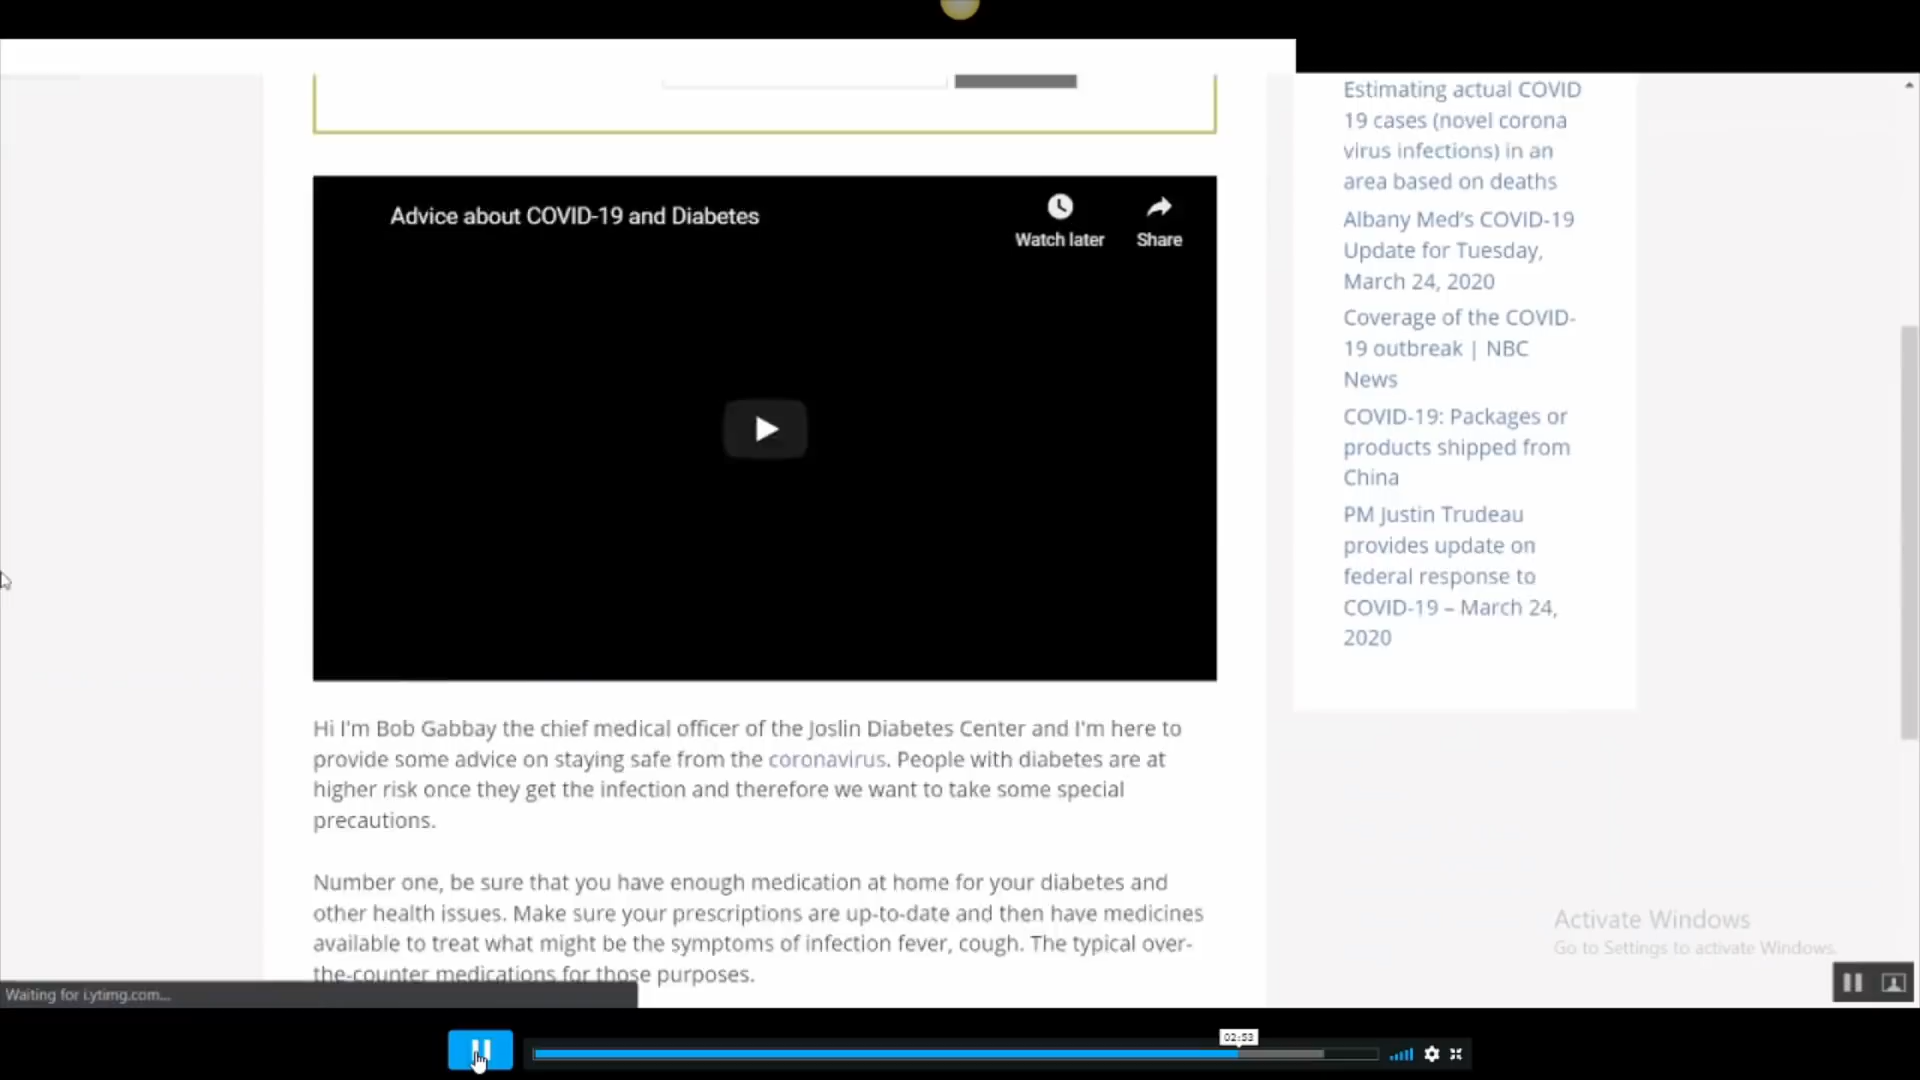 Estimating actual COVID
19 cases (novel corona
virus infections) in an
area based on deaths
Albany Med's COVID-19
Update for Tuesday,
March 24, 2020
Coverage of the COVID-
19 outbreak | NBC
News
COVID-19: Packages or
products shipped from
China
PM Justin Trudeau
provides update on
federal response to
COVID-19 – March 24,
2020
Advice about COVID-19 and Diabetes
Watch later
Share
Hi I'm Bob Gabbay the chief medical officer of the Joslin Diabetes Center and I'm here to
provide some advice on staying safe from the coronavirus. People with diabetes are at
higher risk once they get the infection and therefore we want to take some special
precautions.
Number one, be sure that you have enough medication at home for your diabetes and
other health issues. Make sure your prescriptions are up-to-date and then have medicines
available to treat what might be the symptoms of infection fever, cough. The typical over-
the-counter medications for those purposes.
Activate Windows
Go to Settings to activate Windows.
Waiting for i.ytimg.com...
02:53